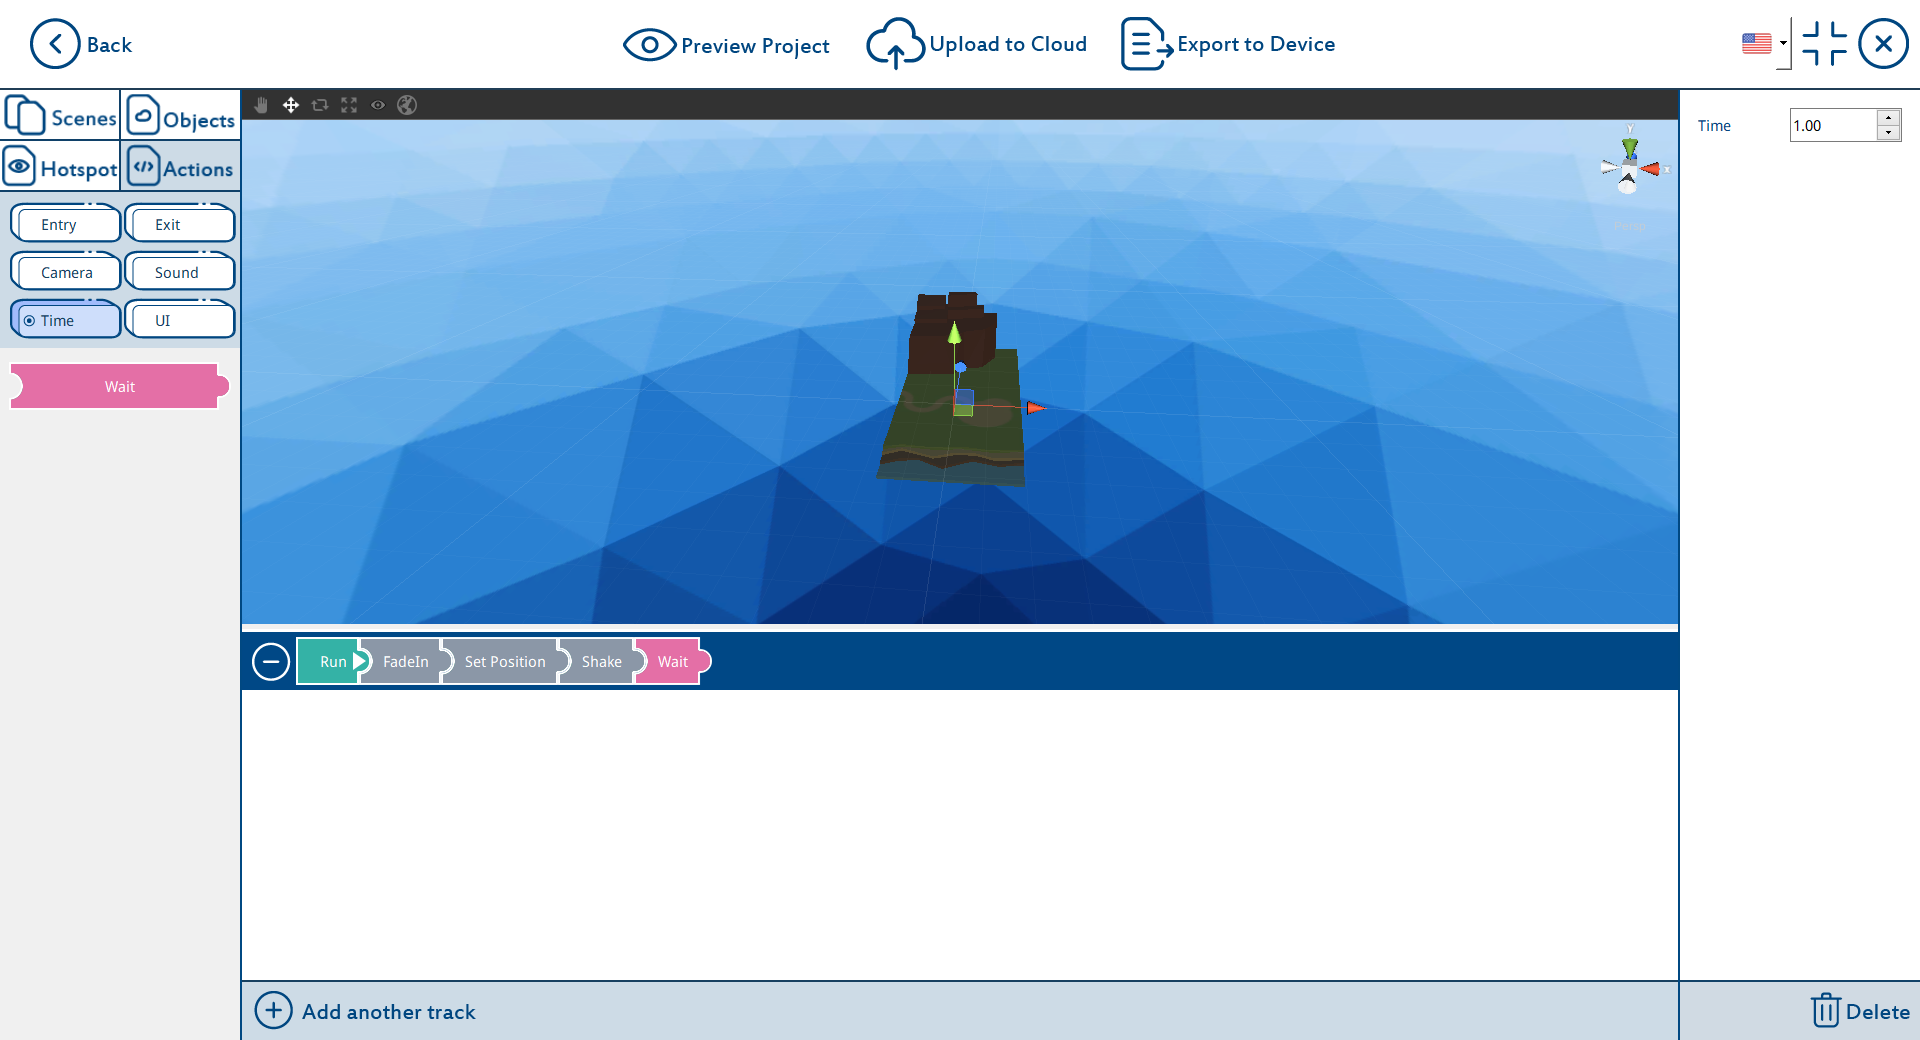 Back
Preview Project
Upload to Cloud
Export to Device
Scenes
Objects
Hotspot
Actions
Entry
Exit
Camera
Sound
Time
UI
Wait
Y
x
Persp
Time
1.00
Run
FadeIn
Set Position
Shake
Wait
Add another track
Delete